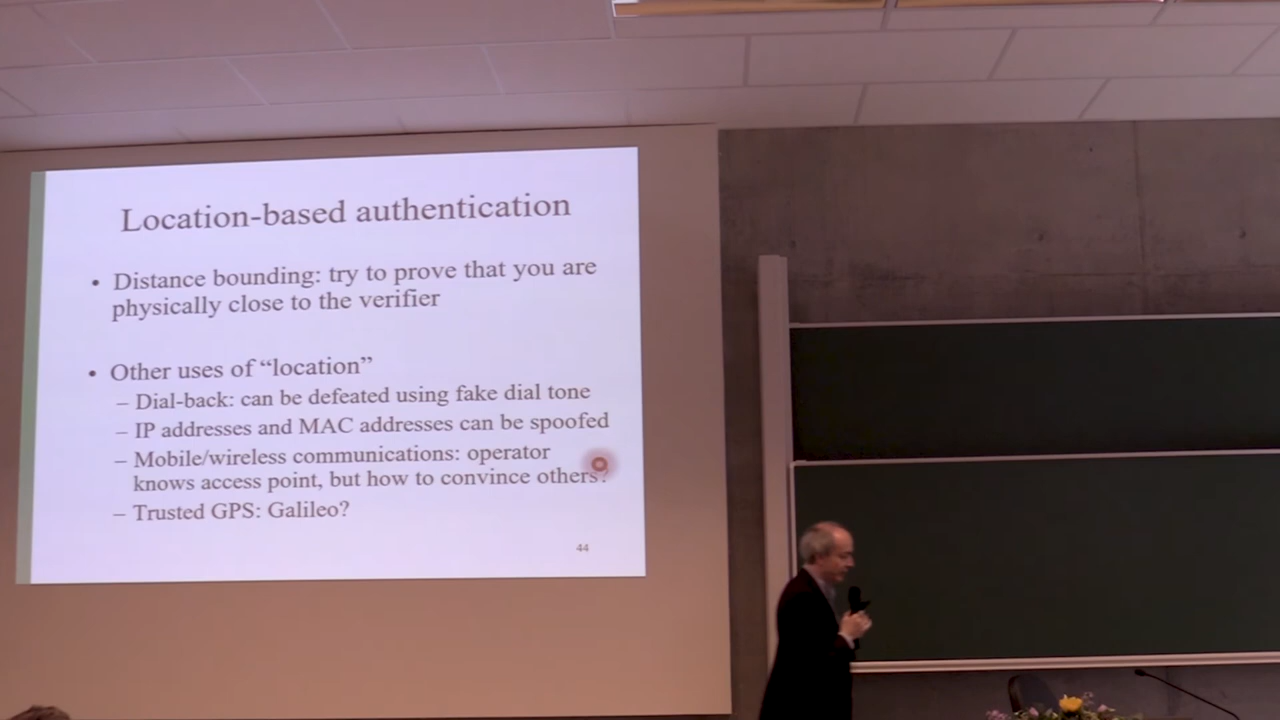 Location-based authentication
• Distance bounding: try to prove that you are
physically close to the verifier
• Other uses of “location”
– Dial-back: can be defeated using fake dial tone
– IP addresses and MAC addresses can be spoofed
– Mobile/wireless communications: operator
knows access point, but how to convince others?
– Trusted GPS: Galileo?
44